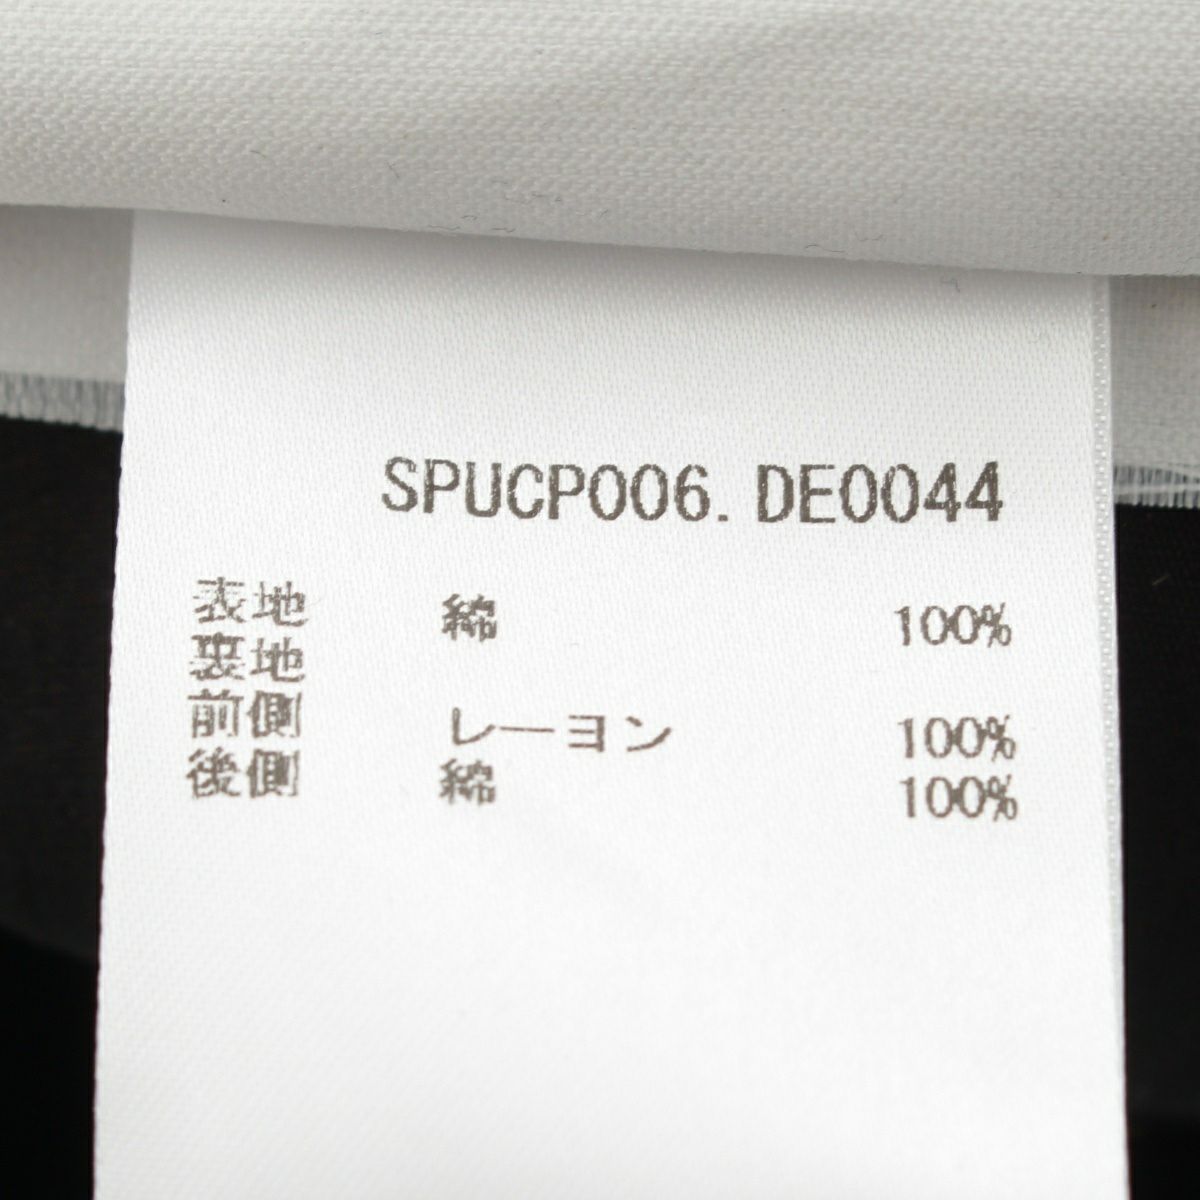 SPUCP006. DE0044
表地 綿 100%
裏地
前側 レーヨン 100%
後側 綿 100%